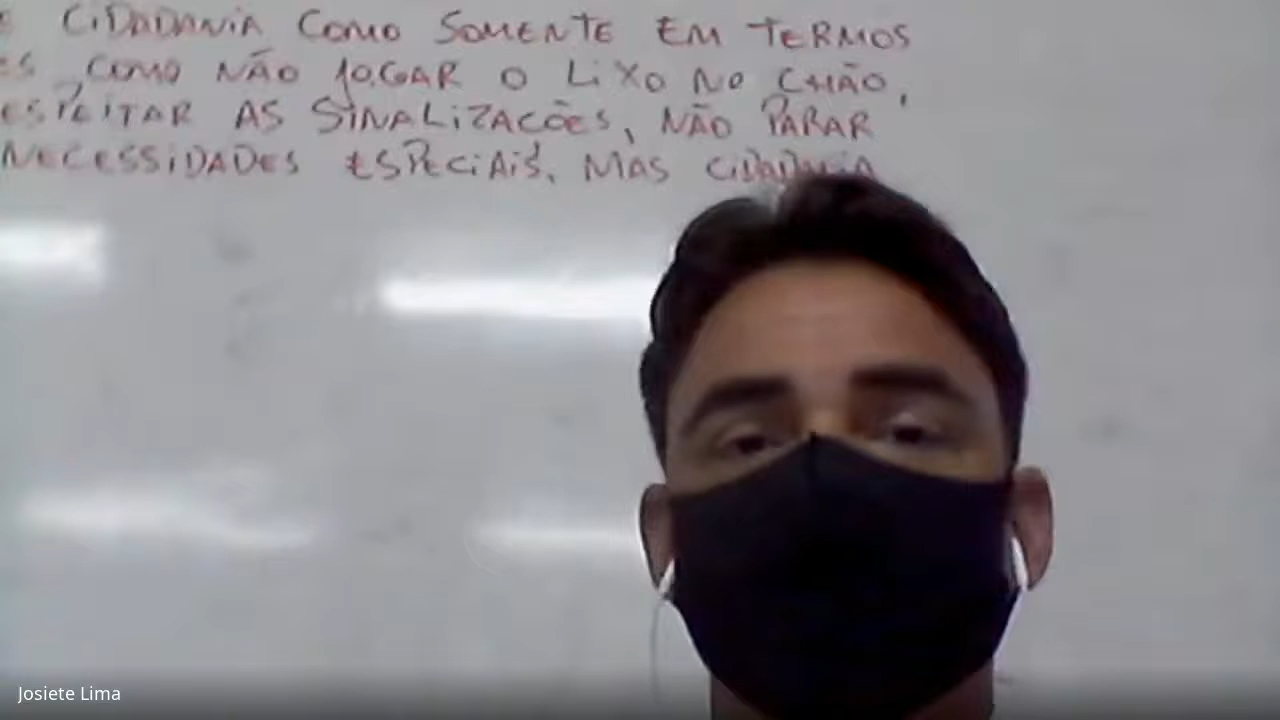 CIDADANIA COMO SOMENTE EM TERMOS
COMO NÃO JOGAR O LIXO NO CHÃO,
ESPEITAR AS SINALIZAÇÕES, NÃO PARAR
NECESSIDADES ESPECIAIS, MAS CIDADANIA
Josiete Lima